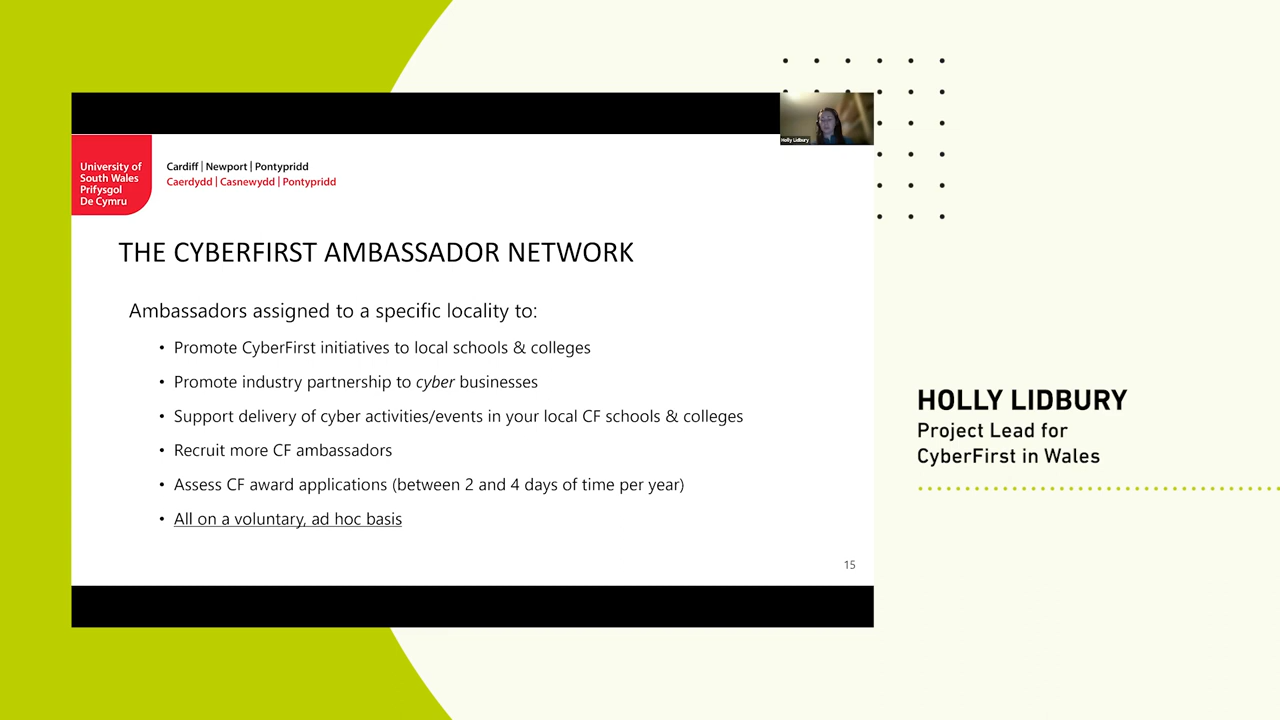 University of
South Wales
Prifysgol
De Cymru
Cardiff | Newport | Pontypridd
Caerdydd | Casnewydd | Pontypridd
Holly Lidbury
THE CYBERFIRST AMBASSADOR NETWORK
Ambassadors assigned to a specific locality to:
• Promote CyberFirst initiatives to local schools & colleges
• Promote industry partnership to cyber businesses
• Support delivery of cyber activities/events in your local CF schools & colleges
• Recruit more CF ambassadors
• Assess CF award applications (between 2 and 4 days of time per year)
• All on a voluntary, ad hoc basis
15
HOLLY LIDBURY
Project Lead for
CyberFirst in Wales